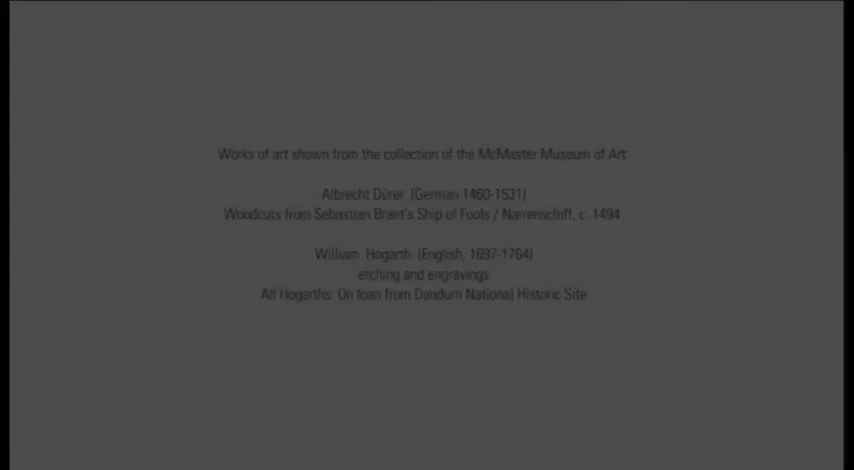 Works of art shown from the collection of the McMaster Museum of Art
Albrecht Dürer (German 1460-1531)
Woodcuts from Sebastian Brant's Ship of Fools / Narrenschiff, c. 1494
William Hogarth (English, 1697-1764)
etching and engravings
All Hogarths: On loan from Dundurn National Historic Site